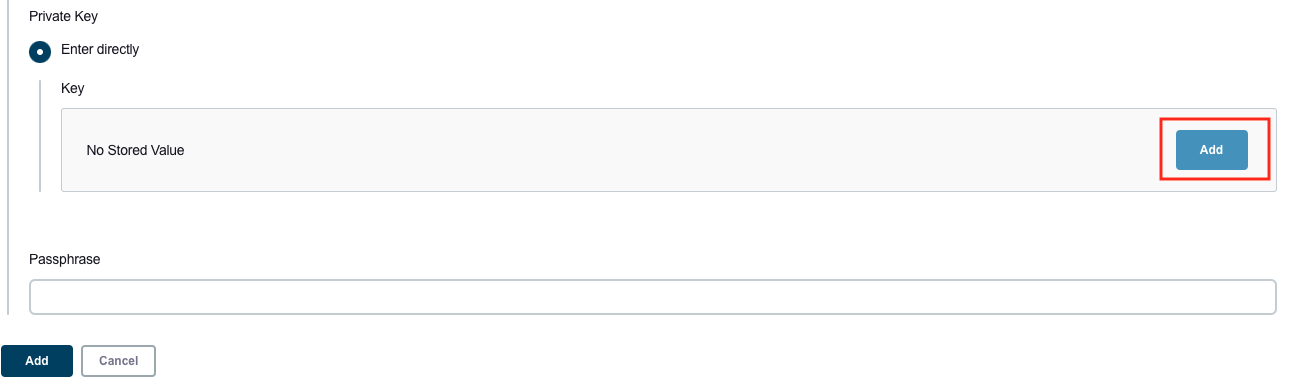 Private Key
Enter directly
Key
No Stored Value
Add
Passphrase
Add
Cancel